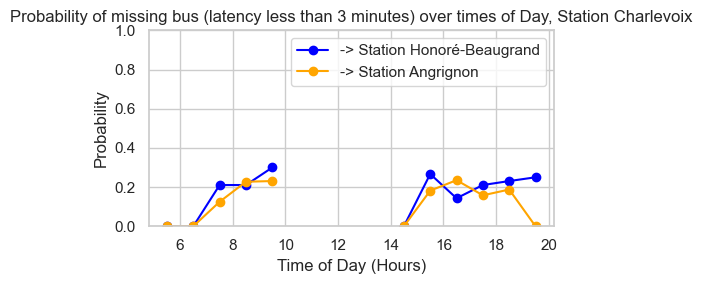 Probability of missing bus (latency less than 3 minutes) over times of Day, Station Charlevoix
1.0
0.8
0.6
0.4
0.2
0.0
Probability
-> Station Honoré-Beaugrand
-> Station Angrignon
6 8 10 12 14 16 18 20
Time of Day (Hours)